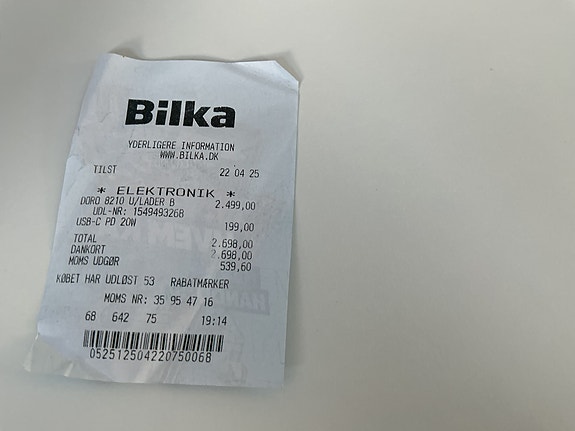 Bilka
YDERLIGERE INFORMATION
WWW.BILKA.DK
TILST 22 04 25
* ELEKTRONIK *
DORO 8210 U/LADER B 2.499,00
UDL-NR: 1549493268
USB-C PD 20W 199,00
TOTAL 2.698,00
DANKORT 2.698,00
MOMS UDGØR 539,60
KØBET HAR UDLØST 53 RABATMÆRKER
MOMS NR: 35 95 47 16
68 642 75 19:14
052512504220750068